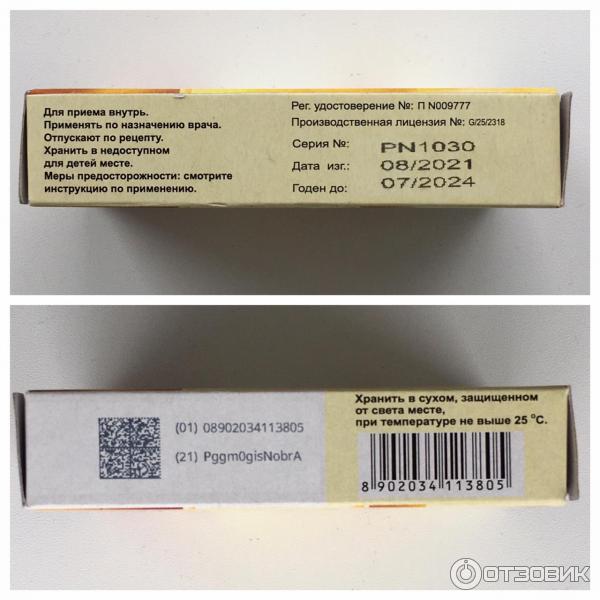 Для приема внутрь.
Применять по назначению врача.
Отпускают по рецепту.
Хранить в недоступном
для детей месте.
Меры предосторожности: смотрите
инструкцию по применению.
Рег. удостоверение №: П N009777
Производственная лицензия №: G/25/2318
Серия №: PN1030
Дата изг.: 08/2021
Годен до: 07/2024
(01) 08902034113805
(21) Pggm0gisNobrA
Хранить в сухом, защищенном
от света месте,
при температуре не выше 25 °С.
8 902034 113805
ОТЗОВИК